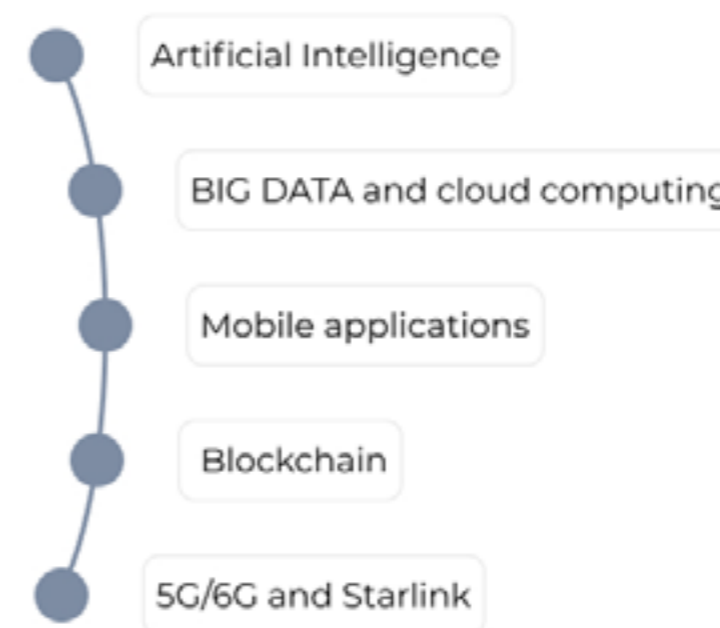 Artificial Intelligence
BIG DATA and cloud computing
Mobile applications
Blockchain
5G/6G and Starlink